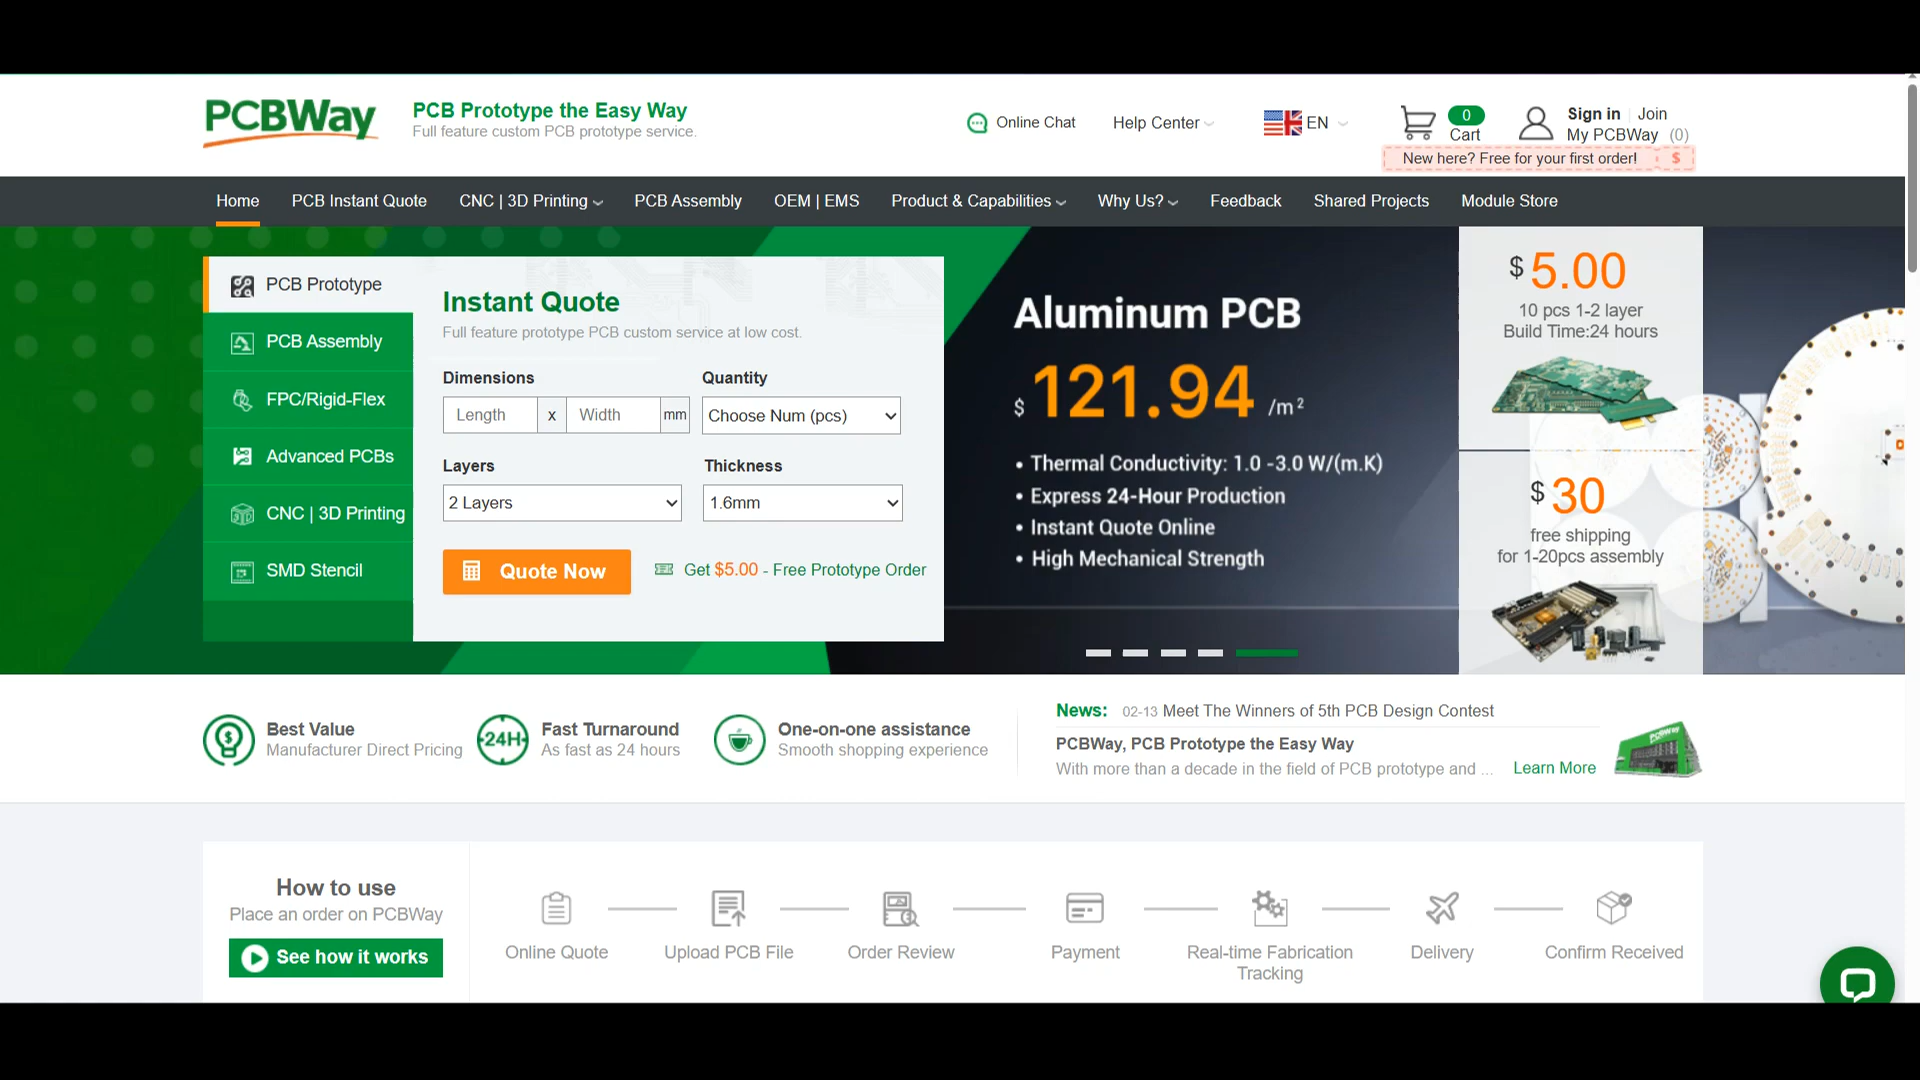 PCBWay
PCB Prototype the Easy Way
Full feature custom PCB prototype service.
Online Chat
Help Center
EN
0
Cart
Sign in
Join
My PCBWay (0)
New here? Free for your first order! $
Home
PCB Instant Quote
CNC | 3D Printing
PCB Assembly
OEM | EMS
Product & Capabilities
Why Us?
Feedback
Shared Projects
Module Store
PCB Prototype
PCB Assembly
FPC/Rigid-Flex
Advanced PCBs
CNC | 3D Printing
SMD Stencil
Instant Quote
Full feature prototype PCB custom service at low cost.
Dimensions
Quantity
Length x Width mm
Choose Num (pcs)
Layers
Thickness
2 Layers
1.6mm
Quote Now
Get $5.00 - Free Prototype Order
Aluminum PCB
$ 121.94 /m²
• Thermal Conductivity: 1.0 -3.0 W/(m.K)
• Express 24-Hour Production
• Instant Quote Online
• High Mechanical Strength
$ 5.00
10 pcs 1-2 layer
Build Time:24 hours
$ 30
free shipping
for 1-20pcs assembly
Best Value
Manufacturer Direct Pricing
24H
Fast Turnaround
As fast as 24 hours
One-on-one assistance
Smooth shopping experience
News: 02-13 Meet The Winners of 5th PCB Design Contest
PCBWay, PCB Prototype the Easy Way
With more than a decade in the field of PCB prototype and ... Learn More
PCBWay
How to use
Place an order on PCBWay
See how it works
Online Quote
Upload PCB File
Order Review
Payment
Real-time Fabrication
Tracking
Delivery
Confirm Received